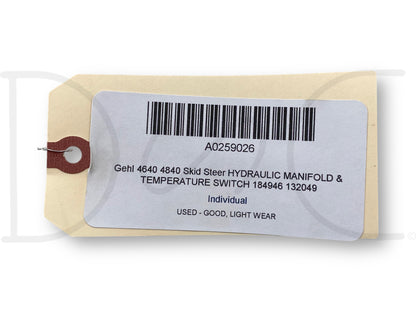 A0259026
Gehl 4640 4840 Skid Steer HYDRAULIC MANIFOLD &
TEMPERATURE SWITCH 184946 132049
Individual
USED - GOOD, LIGHT WEAR